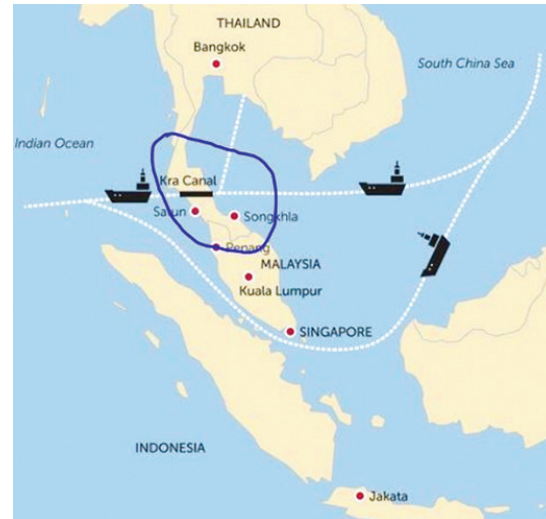 THAILAND
Bangkok
South China Sea
Indian Ocean
Kra Canal
Satun
Songkhla
Penang
MALAYSIA
Kuala Lumpur
SINGAPORE
INDONESIA
Jakata